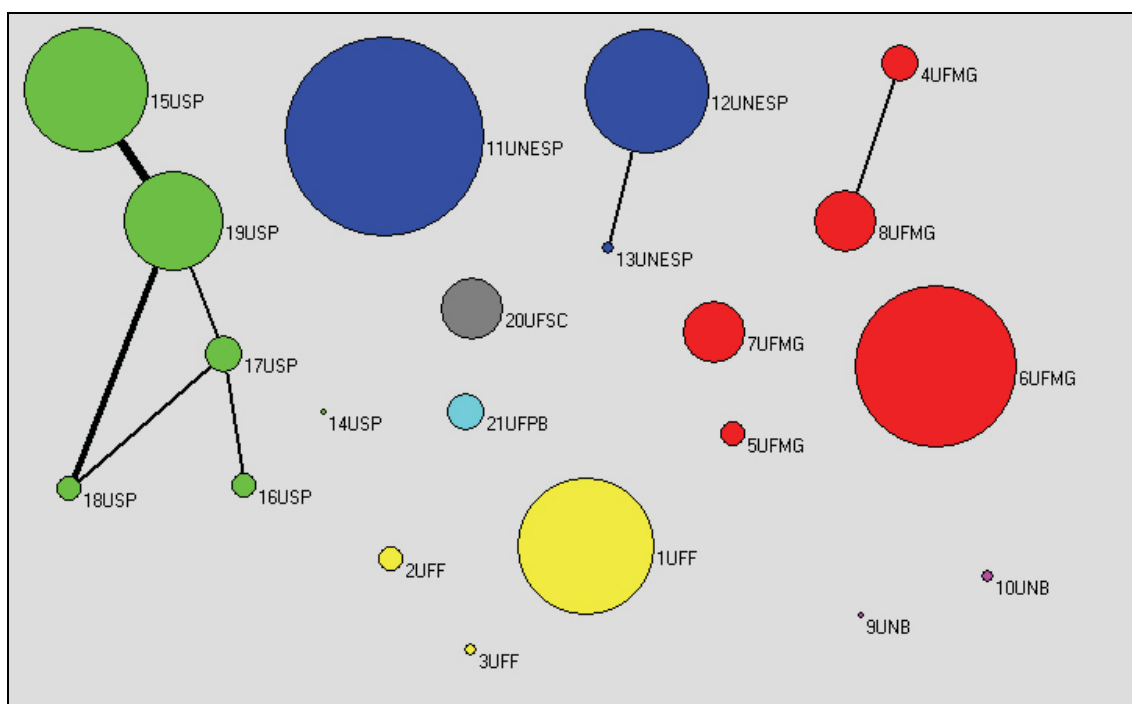 4UFMG
15USP
12UNESP
11UNESP
19USP
8UFMG
13UNESP
20UFSC
7UFMG
17USP
6UFMG
14USP
21UFPB
5UFMG
18USP
16USP
1UFF
2UFF
10UNB
9UNB
3UFF